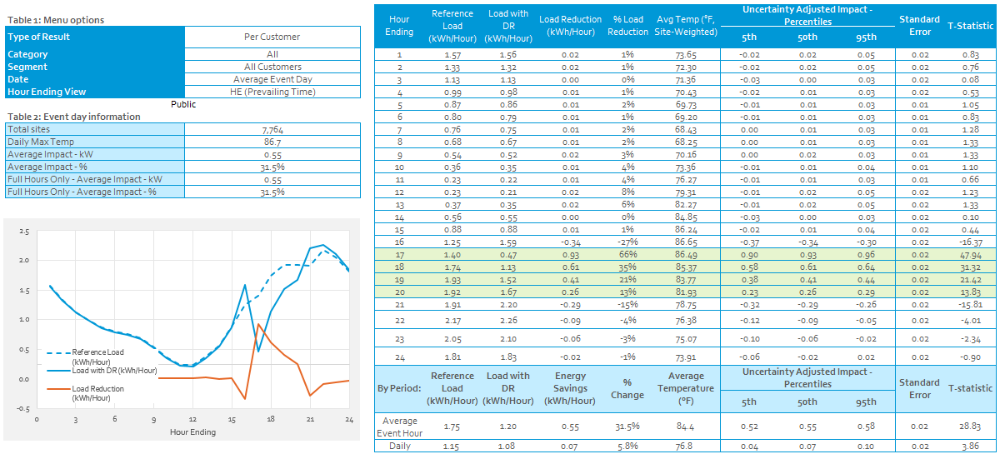 Table 1: Menu options
Type of Result Per Customer
Category All
Segment All Customers
Date Average Event Day
Hour Ending View HE (Prevailing Time)
Public
Table 2: Event day information
Total sites 7,764
Daily Max Temp 86.7
Average Impact - kW 0.55
Average Impact - % 31.5%
Full Hours Only - Average Impact - kW 0.55
Full Hours Only - Average Impact - % 31.5%
2.5
2.0
1.5
1.0
0.5
0.0
-0.5
Reference Load
(kWh/Hour)
Load with DR (kWh/Hour)
Load Reduction
(kWh/Hour)
0 3 6 9 12 15 18 21 24
Hour Ending
Hour Ending Reference Load (kWh/Hour) Load with DR (kWh/Hour) Load Reduction (kWh/Hour) % Load Reduction Avg Temp (°F, Site-Weighted) Uncertainty Adjusted Impact - Percentiles Standard Error T-Statistic
5th 50th 95th
1 1.57 1.56 0.02 1% 73.65 -0.02 0.02 0.05 0.02 0.83
2 1.33 1.32 0.02 1% 72.30 -0.02 0.02 0.05 0.02 0.76
3 1.13 1.13 0.00 0% 71.36 -0.03 0.00 0.03 0.02 0.08
4 0.99 0.98 0.01 1% 70.43 -0.02 0.01 0.03 0.02 0.53
5 0.87 0.86 0.01 2% 69.73 -0.01 0.01 0.03 0.01 1.05
6 0.80 0.79 0.01 1% 69.20 -0.01 0.01 0.03 0.01 0.83
7 0.76 0.75 0.01 2% 68.43 0.00 0.01 0.03 0.01 1.28
8 0.68 0.67 0.01 2% 68.25 0.00 0.01 0.03 0.01 1.33
9 0.54 0.52 0.02 3% 70.16 0.00 0.02 0.03 0.01 1.33
10 0.36 0.35 0.01 4% 73.36 -0.01 0.01 0.04 0.01 1.10
11 0.23 0.22 0.01 4% 76.27 -0.01 0.01 0.03 0.01 0.66
12 0.23 0.21 0.02 8% 79.31 -0.01 0.02 0.05 0.02 1.23
13 0.37 0.35 0.02 6% 82.27 -0.01 0.02 0.05 0.02 1.33
14 0.56 0.55 0.00 0% 84.85 -0.03 0.00 0.03 0.02 0.10
15 0.88 0.88 0.01 1% 86.24 -0.02 0.01 0.04 0.02 0.44
16 1.25 1.59 -0.34 -27% 86.65 -0.37 -0.34 -0.30 0.02 -16.37
17 1.40 0.47 0.93 66% 86.49 0.90 0.93 0.96 0.02 47.94
18 1.74 1.13 0.61 35% 85.37 0.58 0.61 0.64 0.02 31.32
19 1.93 1.52 0.41 21% 83.77 0.38 0.41 0.44 0.02 21.42
20 1.92 1.67 0.26 13% 81.93 0.23 0.26 0.29 0.02 13.83
21 1.91 2.20 -0.29 -15% 78.75 -0.32 -0.29 -0.26 0.02 -15.81
22 2.17 2.26 -0.09 -4% 76.38 -0.12 -0.09 -0.05 0.02 -4.01
23 2.05 2.10 -0.06 -3% 75.07 -0.10 -0.06 -0.02 0.02 -2.34
24 1.81 1.83 -0.02 -1% 73.91 -0.06 -0.02 0.02 0.02 -0.90
By Period: Reference Load (kWh/Hour) Load with DR (kWh/Hour) Energy Savings (kWh/Hour) % Change Average Temperature (°F) Uncertainty Adjusted Impact - Percentiles Standard Error T-statistic
5th 50th 95th
Average Event Hour 1.75 1.20 0.55 31.5% 84.4 0.52 0.55 0.58 0.02 28.83
Daily 1.15 1.08 0.07 5.8% 76.8 0.04 0.07 0.10 0.02 3.86